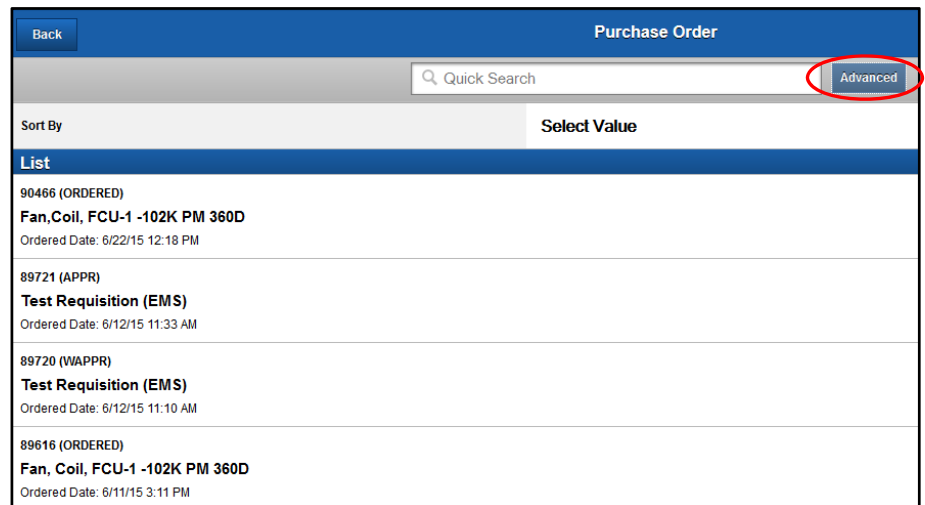 Back
Purchase Order
Quick Search
Advanced
Sort By
Select Value
List
90466 (ORDERED)
Fan,Coil, FCU-1 -102K PM 360D
Ordered Date: 6/22/15 12:18 PM
89721 (APPR)
Test Requisition (EMS)
Ordered Date: 6/12/15 11:33 AM
89720 (WAPPR)
Test Requisition (EMS)
Ordered Date: 6/12/15 11:10 AM
89616 (ORDERED)
Fan, Coil, FCU-1 -102K PM 360D
Ordered Date: 6/11/15 3:11 PM